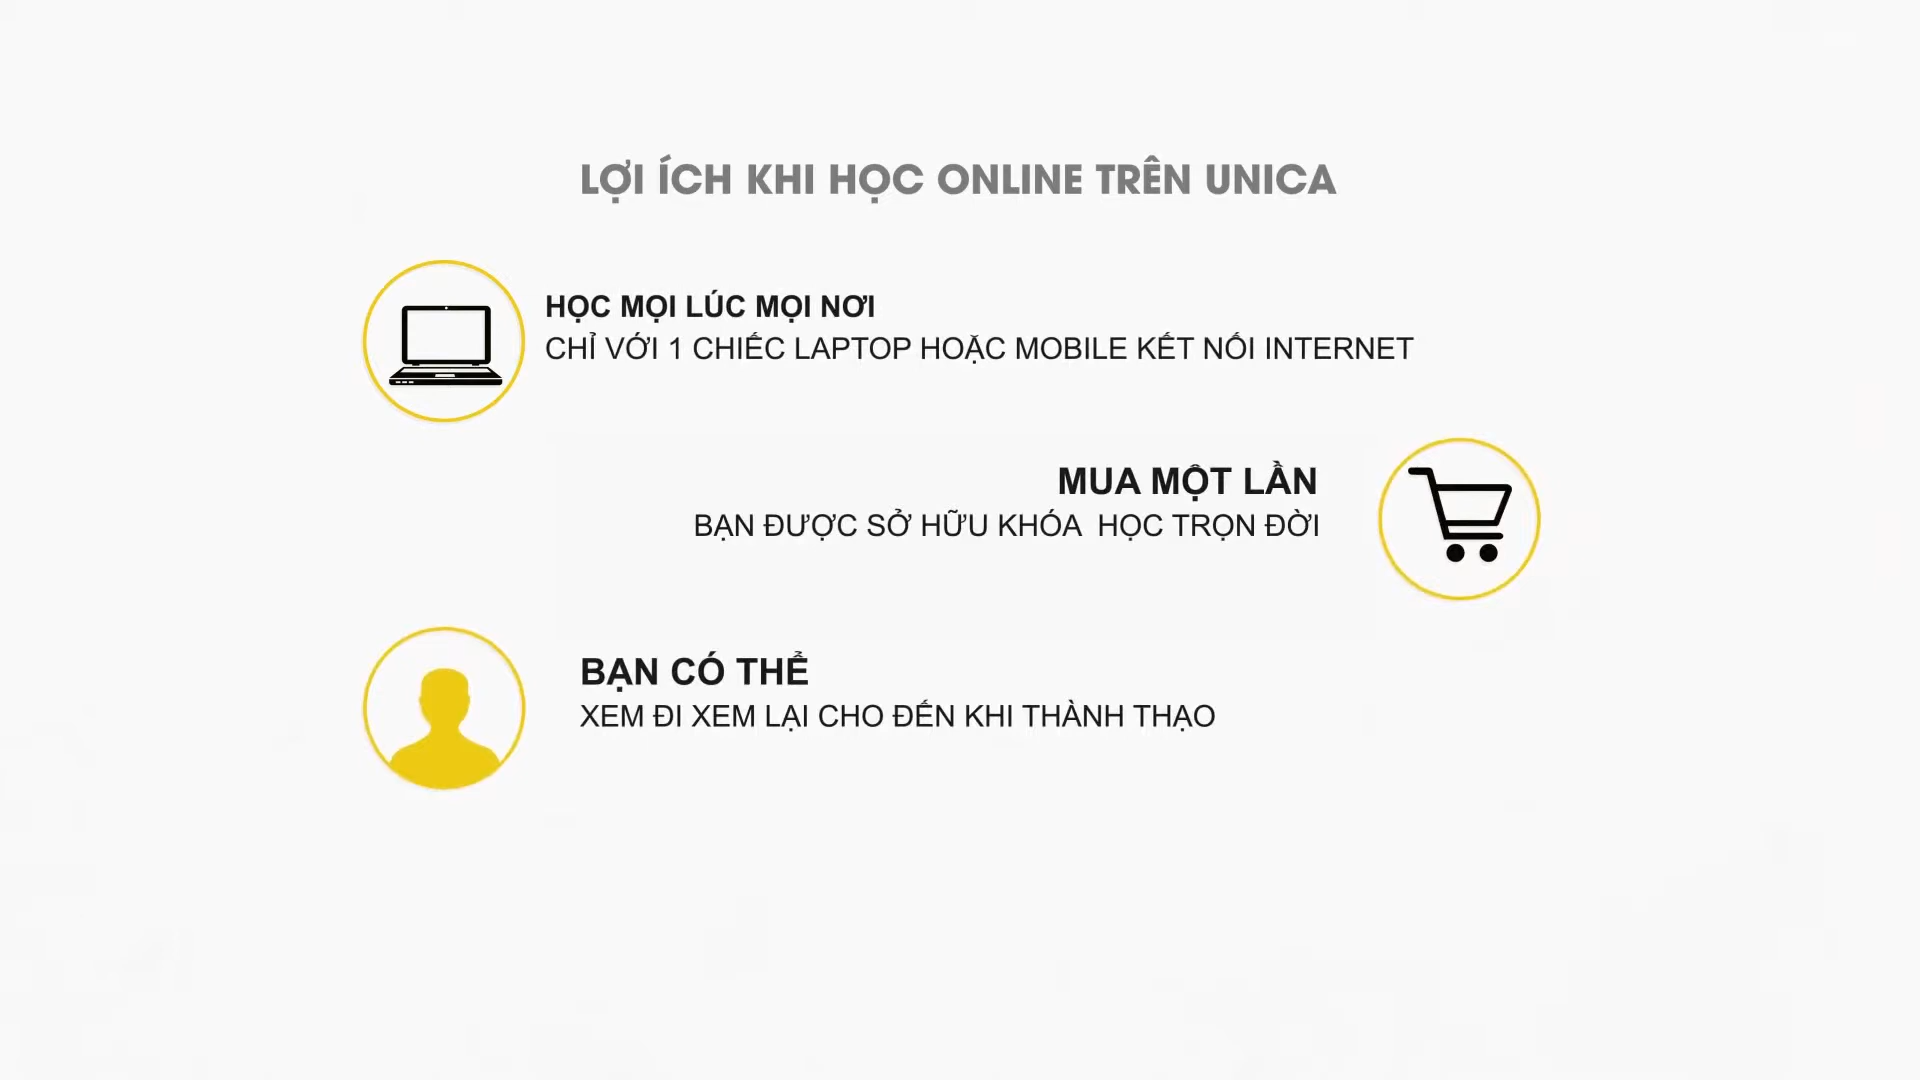 LỢI ÍCH KHI HỌC ONLINE TRÊN UNICA
HỌC MỌI LÚC MỌI NƠI
CHỈ VỚI 1 CHIẾC LAPTOP HOẶC MOBILE KẾT NỐI INTERNET
MUA MỘT LẦN
BẠN ĐƯỢC SỞ HỮU KHÓA  HỌC TRỌN ĐỜI
BẠN CÓ THỂ
XEM ĐI XEM LẠI CHO ĐẾN KHI THÀNH THẠO